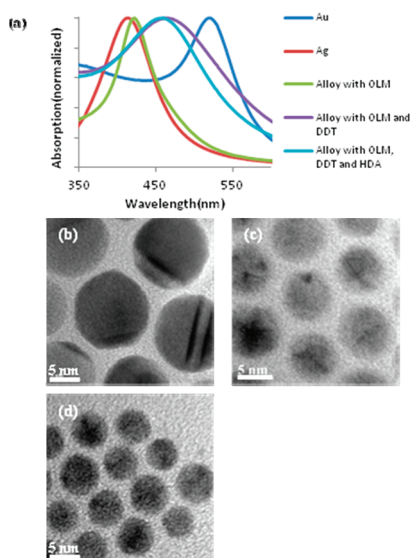 (a)
Absorption(normalized)
350
450
550
Wavelength(nm)
Au
Ag
Alloy with OLM
Alloy with OLM and
DDT
Alloy with OLM,
DDT and HDA
(b)
5 nm
(c)
5 nm
(d)
5 nm